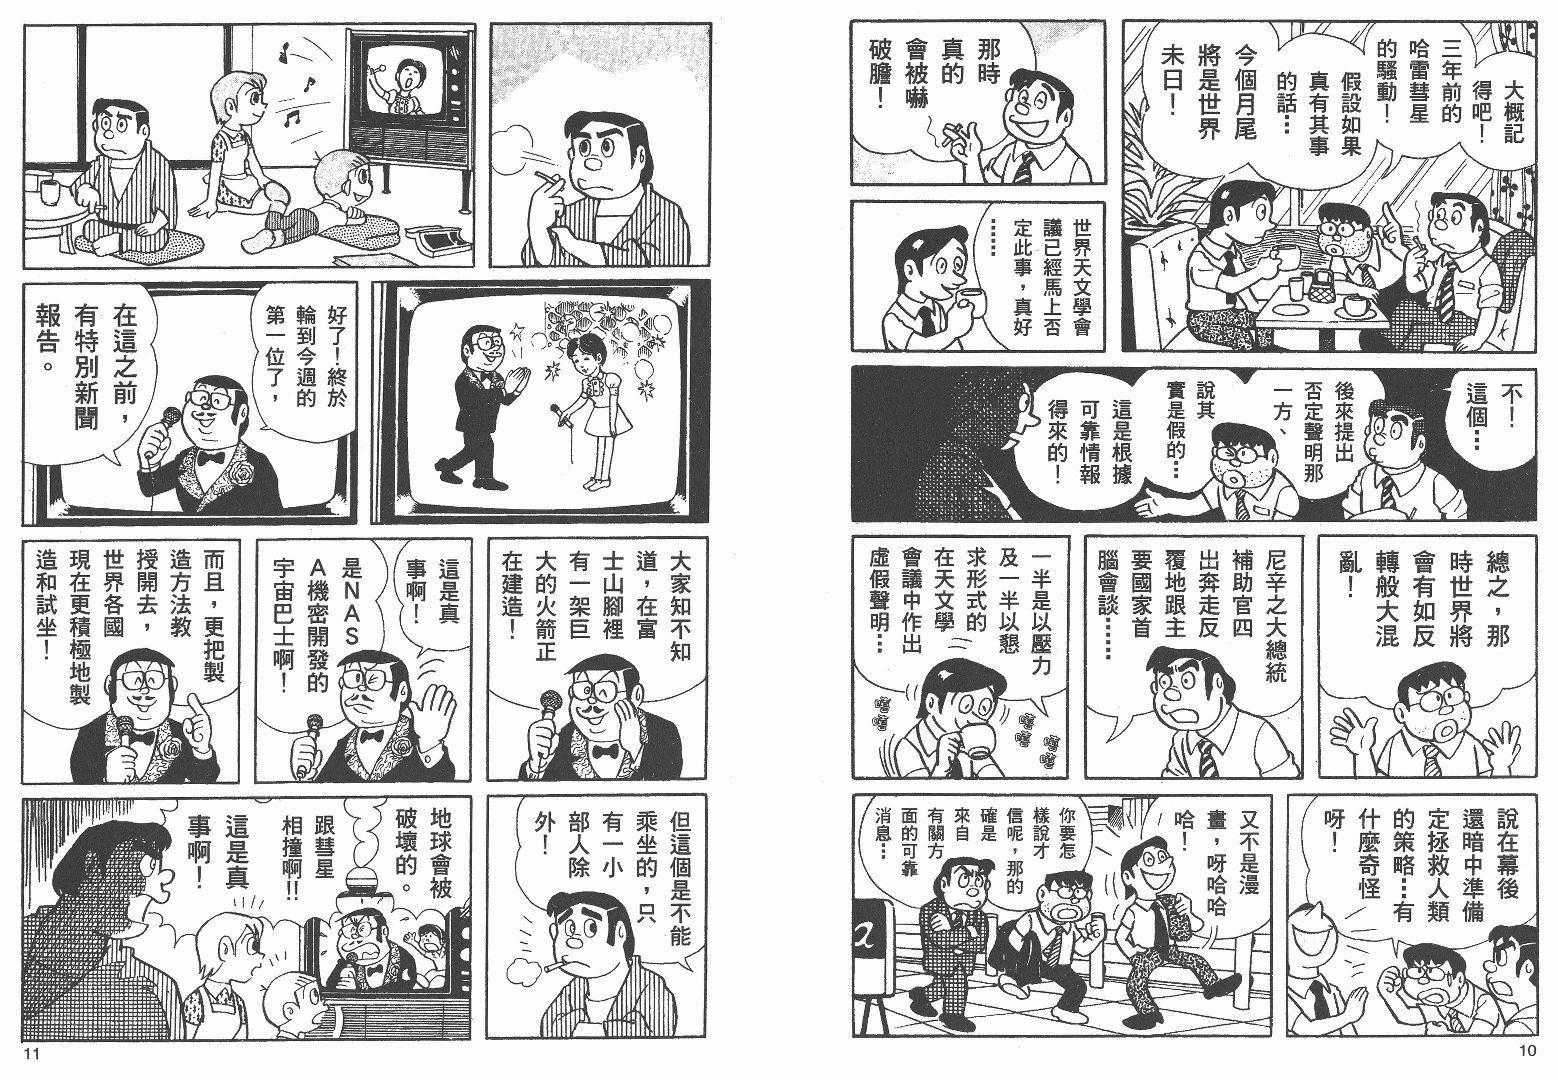 大概記
得吧！
三年前的
哈雷彗星
的騷動！
假設如果
真有其事
的話…
今個月尾
將是世界
未日！
那時
真的
會被嚇
破膽！
世界天文學會
議已經馬上否
定此事，真好
……
不！
這個…
後來提出
否定聲明那
一方、
說其
實是假的…
這是根據
可靠情報
得來的！
總之，那
時世界將
會有如反
轉般大混
亂！
尼辛之大總統
補助官四
出奔走反
覆地跟主
要國家首
腦會談……
一半是以壓力
及一半以懇
求形式的
在天文學
會議中作出
虛假聲明…
嘻嘻
嘻嘻
嘻嘻
說在幕後
還暗中準備
定拯救人類
的策略…有
什麼奇怪
呀！
又不是漫
畫，呀哈哈
哈！
你要怎
樣說才
信呢，那的
確是
來自
有關方
面的可靠
消息…
α
10
好了！終於
輪到今週的
第一位了，
在這之前，
有特別新聞
報告。
大家知不知
道，在富
士山腳裡
有一架巨
大的火箭正
在建造！
這是真
事啊！
是NAS
A機密開發的
宇宙巴士啊！
而且，更把製
造方法教
授開去，
世界各國
現在更積極地製
造和試坐！
但這個是不能
乘坐的，只
有一小
部人除
外！
地球會被
破壞的。
跟彗星
相撞啊!!
這是真
事啊！
11